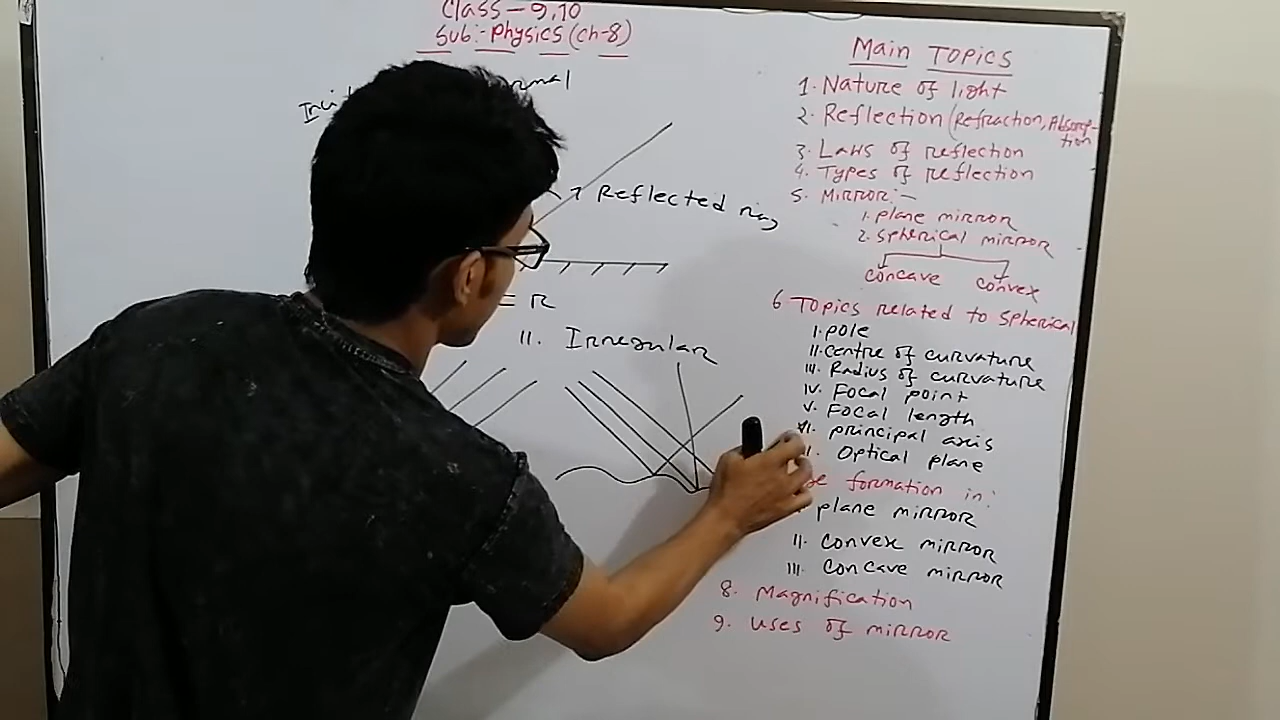 Class-9,10
Sub:- Physics (ch-8)
Reflected ray
= R
II. Irregular
Main Topics
1. Nature of light
2. Reflection (Refraction, Absorp-
tion
3. Laws of reflection
4. Types of reflection
5. Mirror:-
1. plane mirror
2. spherical mirror
concave convex
6 Topics related to spherical
I. pole
II. Centre of curvature
III. Radius of curvature
IV. Focal point
V. Focal length
VI. principal axis
Optical plane
formation in:
plane mirror
II. convex mirror
III. concave mirror
8. Magnification
9. uses of mirror